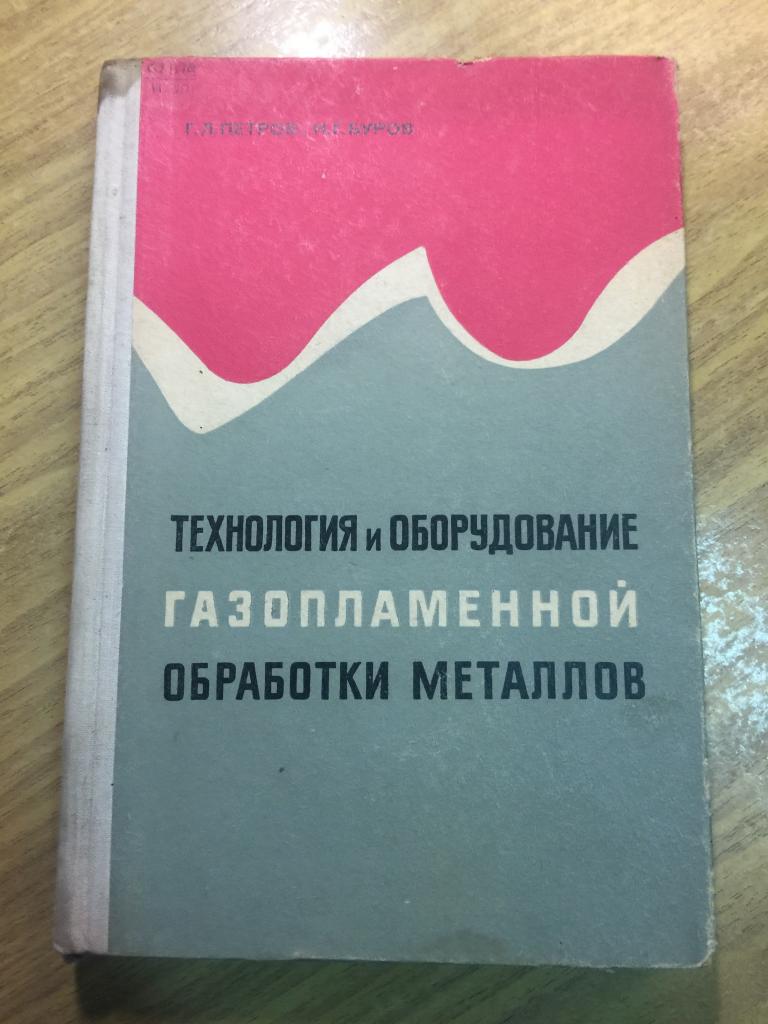 Г. Л. ПЕТРОВ, Н. Г. БУРОВ
ТЕХНОЛОГИЯ и ОБОРУДОВАНИЕ
ГАЗОПЛАМЕННОЙ
ОБРАБОТКИ МЕТАЛЛОВ